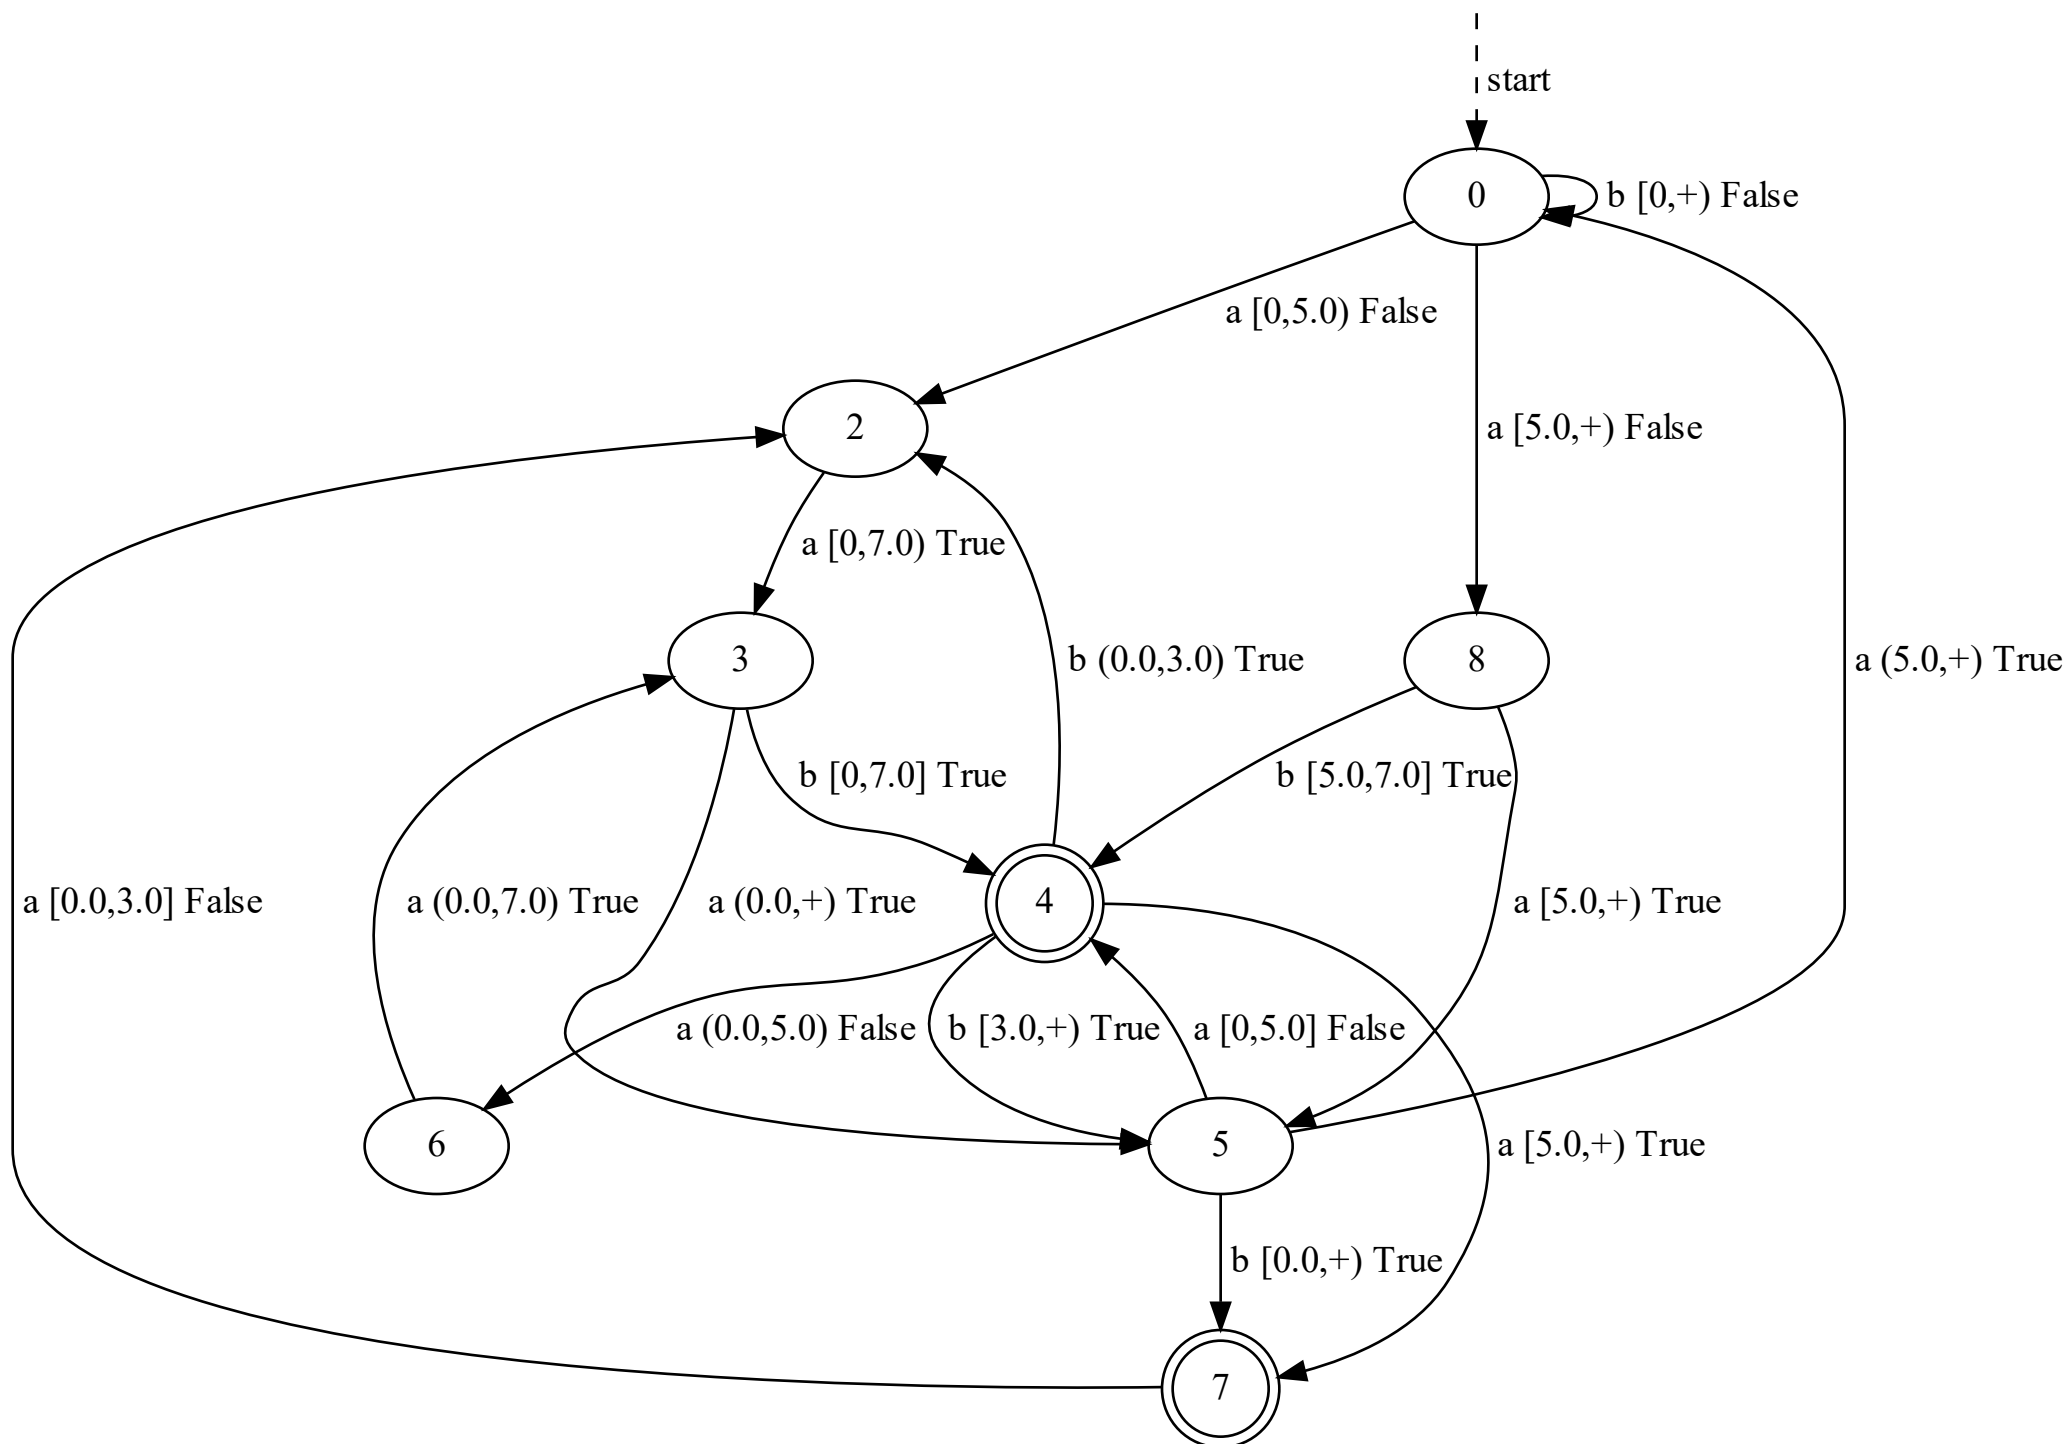 start
0
b [0,+) False
a [0,5.0) False
2
a [5.0,+) False
a [0,7.0) True
3
b (0.0,3.0) True
8
a (5.0,+) True
b [0,7.0] True
b [5.0,7.0] True
a [0.0,3.0] False
a (0.0,7.0) True
a (0.0,+) True
4
a [5.0,+) True
a (0.0,5.0) False
b [3.0,+) True
a [0,5.0] False
6
5
a [5.0,+) True
b [0.0,+) True
7